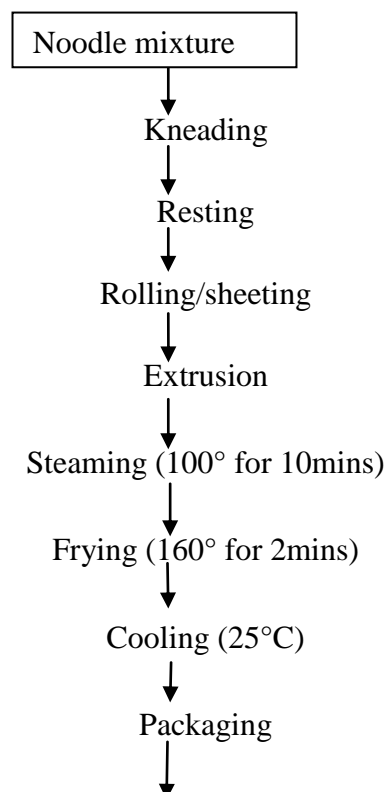 Noodle mixture
Kneading
Resting
Rolling/sheeting
Extrusion
Steaming (100° for 10mins)
Frying (160° for 2mins)
Cooling (25°C)
Packaging